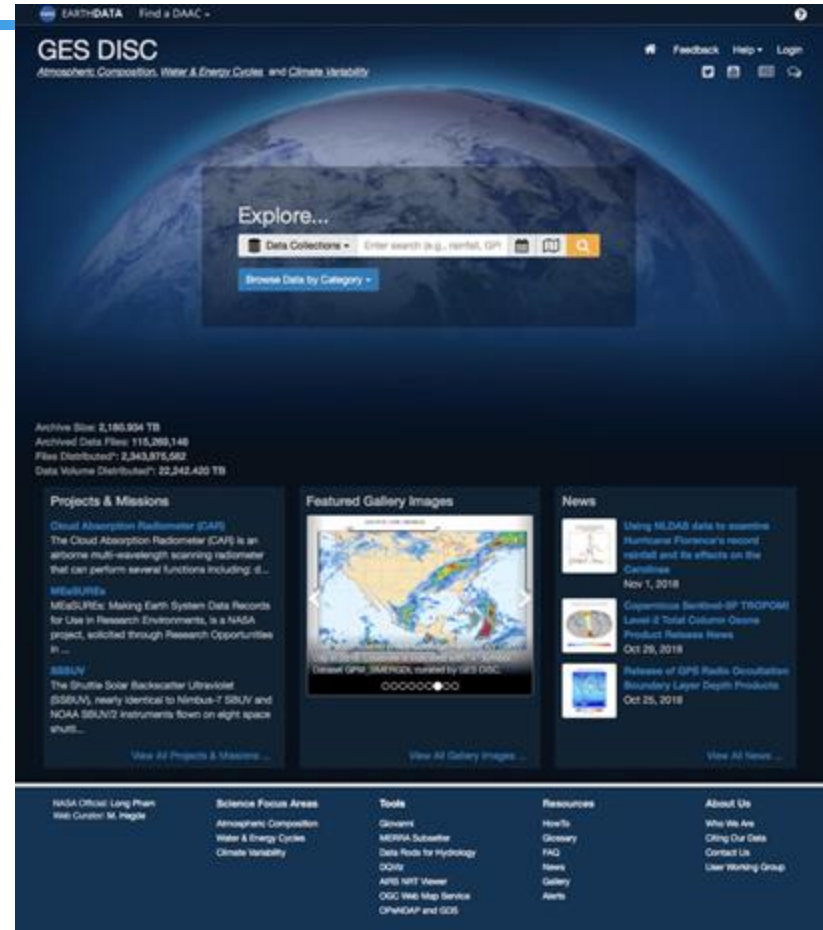 EARTHDATA Find a DAAC
GES DISC
Feedback Help Login
Atmospheric Composition, Water & Energy Cycles and Climate Variability
Explore...
Data Collections Enter search (e.g., rainfall, GPI
Browse Data by Category
Archive Size: 2,180.934 TB
Archived Data Files: 115,269,146
Files Distributed*: 2,343,875,582
Data Volume Distributed*: 22,242.420 TB
Projects & Missions
Cloud Absorption Radiometer (CAR)
The Cloud Absorption Radiometer (CAR) is an
airborne multi-wavelength scanning radiometer
that can perform several functions including: d...
MEaSUREs
MEaSUREs: Making Earth System Data Records
for Use in Research Environments, is a NASA
project, solicited through Research Opportunities
in ...
SSBUV
The Shuttle Solar Backscatter Ultraviolet
(SSBUV), nearly identical to Nimbus-7 SBUV and
NOAA SBUV/2 instruments flown on eight space
shutt...
View All Projects & Missions ...
Featured Gallery Images
curated by GES DISC.
View All Gallery Images ...
News
Using NLDAS data to examine
Hurricane Florence's record
rainfall and its effects on the
Carolinas
Nov 1, 2018
Copernicus Sentinel-5P TROPOMI
Level-2 Total Column Ozone
Product Release News
Oct 29, 2018
Release of GPS Radio Occultation
Boundary Layer Depth Products
Oct 25, 2018
View All News ...
NASA Official: Long Pham
Web Curator: M. Hegde
Science Focus Areas
Atmospheric Composition
Water & Energy Cycles
Climate Variability
Tools
Giovanni
MERRA Subsetter
Data Rods for Hydrology
DQViz
AIRS NRT Viewer
OGC Web Map Service
OPeNDAP and GDS
Resources
HowTo
Glossary
FAQ
News
Gallery
Alerts
About Us
Who We Are
Citing Our Data
Contact Us
User Working Group